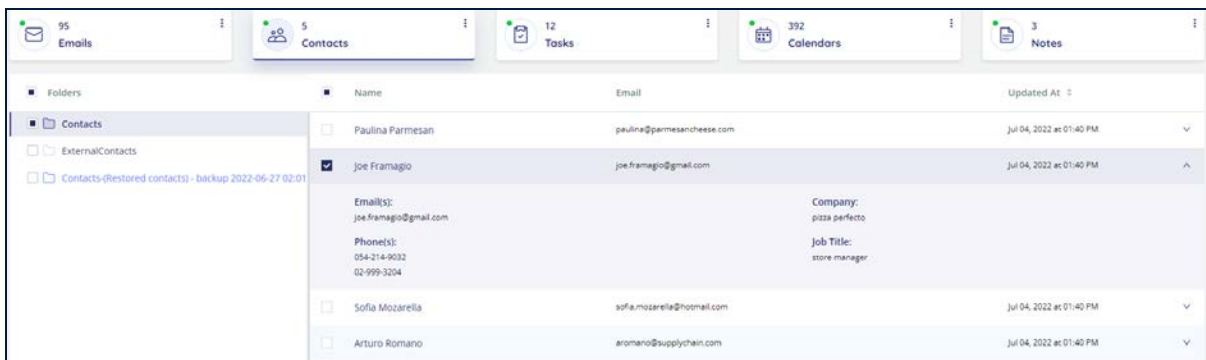 95
Emails
5
Contacts
12
Tasks
392
Calendars
3
Notes
Folders
Name Email Updated At
Contacts
ExternalContacts
Contacts-(Restored contacts) - backup 2022-06-27 02:01
Paulina Parmesan paulina@parmesancheese.com Jul 04, 2022 at 01:40 PM
Joe Framagio joe.framagio@gmail.com Jul 04, 2022 at 01:40 PM
Email(s): Company:
joe.framagio@gmail.com pizza perfecto
Phone(s): Job Title:
054-214-9032 store manager
02-999-3204
Sofia Mozarella sofia.mozarella@hotmail.com Jul 04, 2022 at 01:40 PM
Arturo Romano aromano@supplychain.com Jul 04, 2022 at 01:40 PM